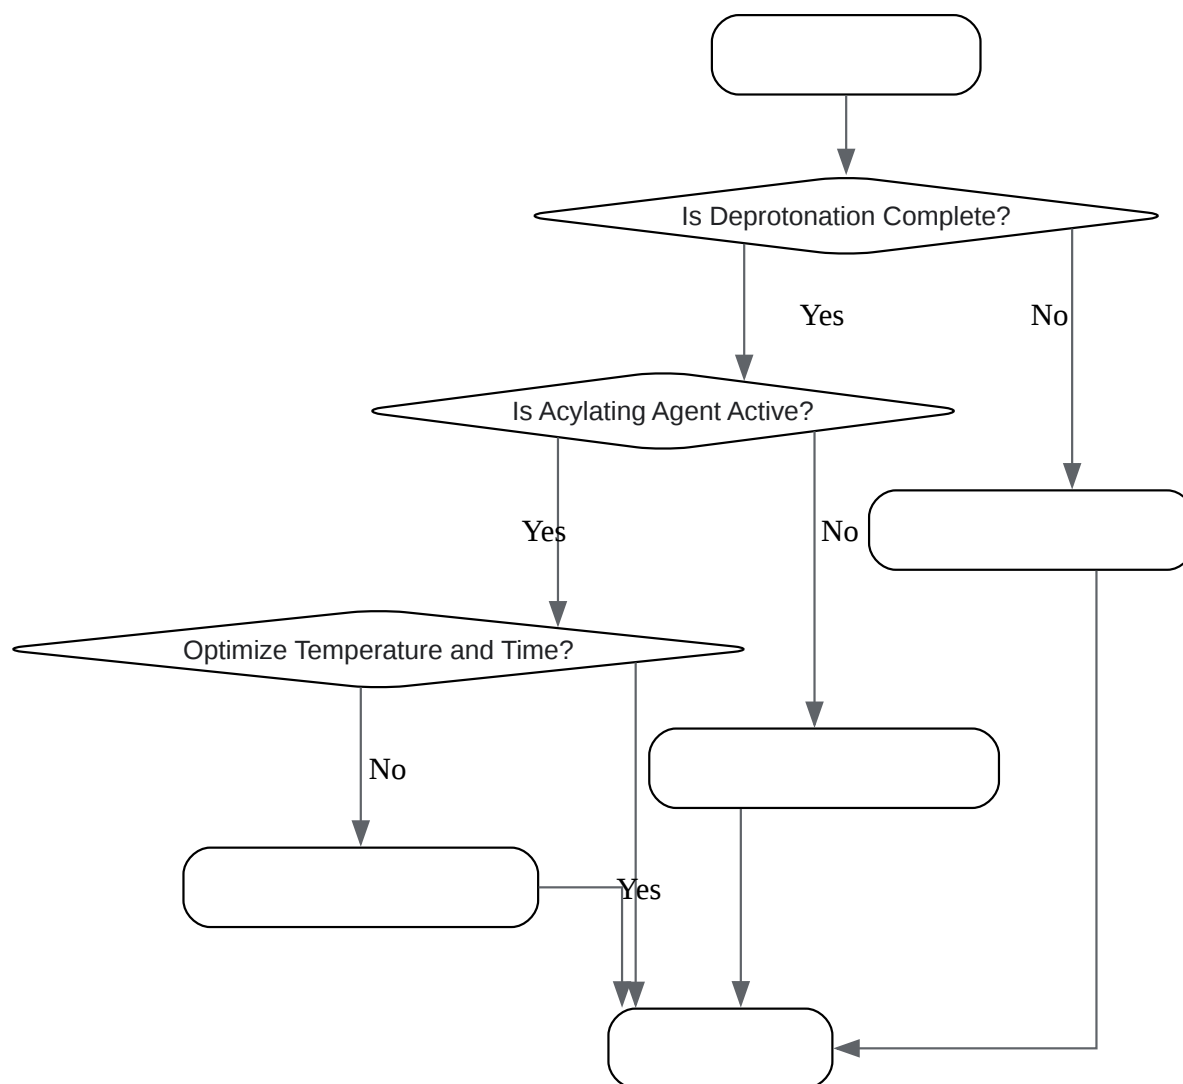 Is Deprotonation Complete?
Yes
No
Is Acylating Agent Active?
Yes
No
Optimize Temperature and Time?
No
Yes